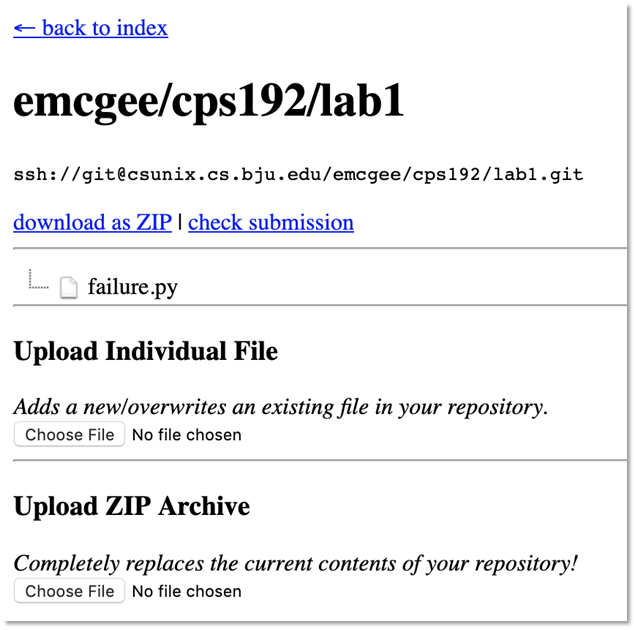 ← back to index
emcgee/cps192/lab1
ssh://git@csunix.cs.bju.edu/emcgee/cps192/lab1.git
download as ZIP | check submission
failure.py
Upload Individual File
Adds a new/overwrites an existing file in your repository.
Choose File No file chosen
Upload ZIP Archive
Completely replaces the current contents of your repository!
Choose File No file chosen